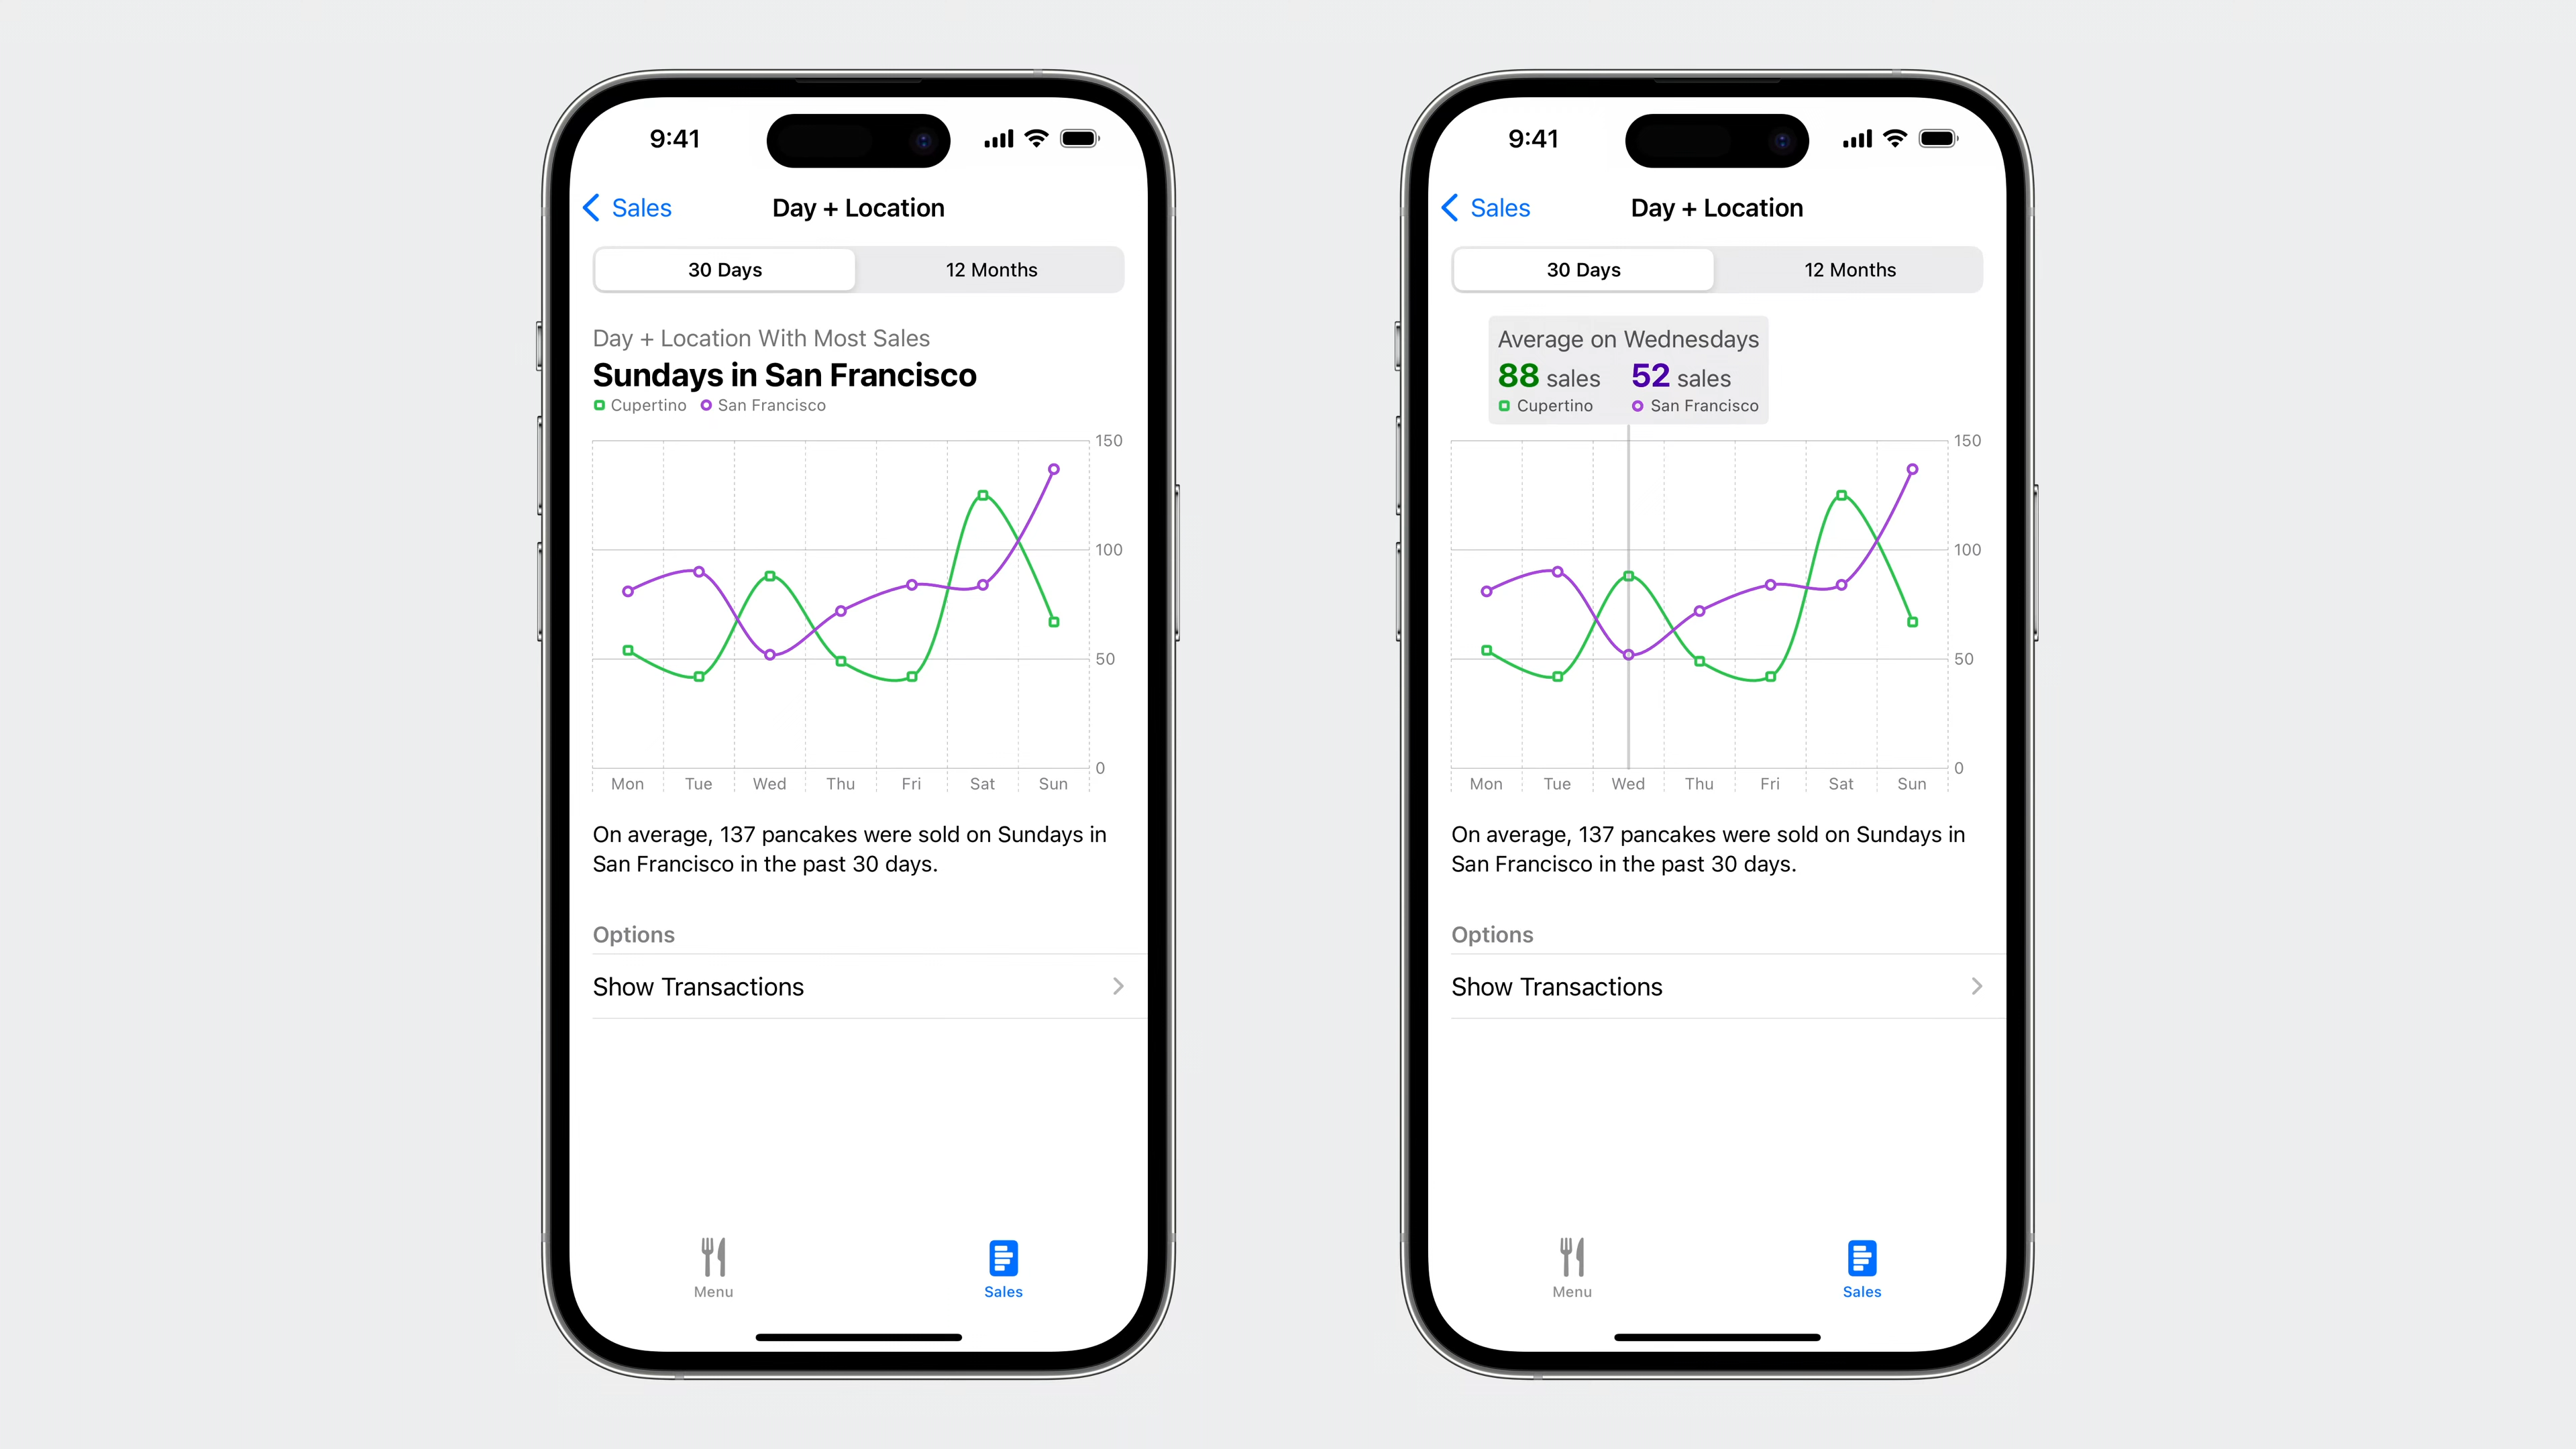 9:41
Sales
Day + Location
30 Days
12 Months
Day + Location With Most Sales
Sundays in San Francisco
Cupertino
San Francisco
150
100
50
0
Mon Tue Wed Thu Fri Sat Sun
On average, 137 pancakes were sold on Sundays in
San Francisco in the past 30 days.
Options
Show Transactions
Menu
Sales
9:41
Sales
Day + Location
30 Days
12 Months
Average on Wednesdays
88 sales 52 sales
Cupertino
San Francisco
150
100
50
0
Mon Tue Wed Thu Fri Sat Sun
On average, 137 pancakes were sold on Sundays in
San Francisco in the past 30 days.
Options
Show Transactions
Menu
Sales